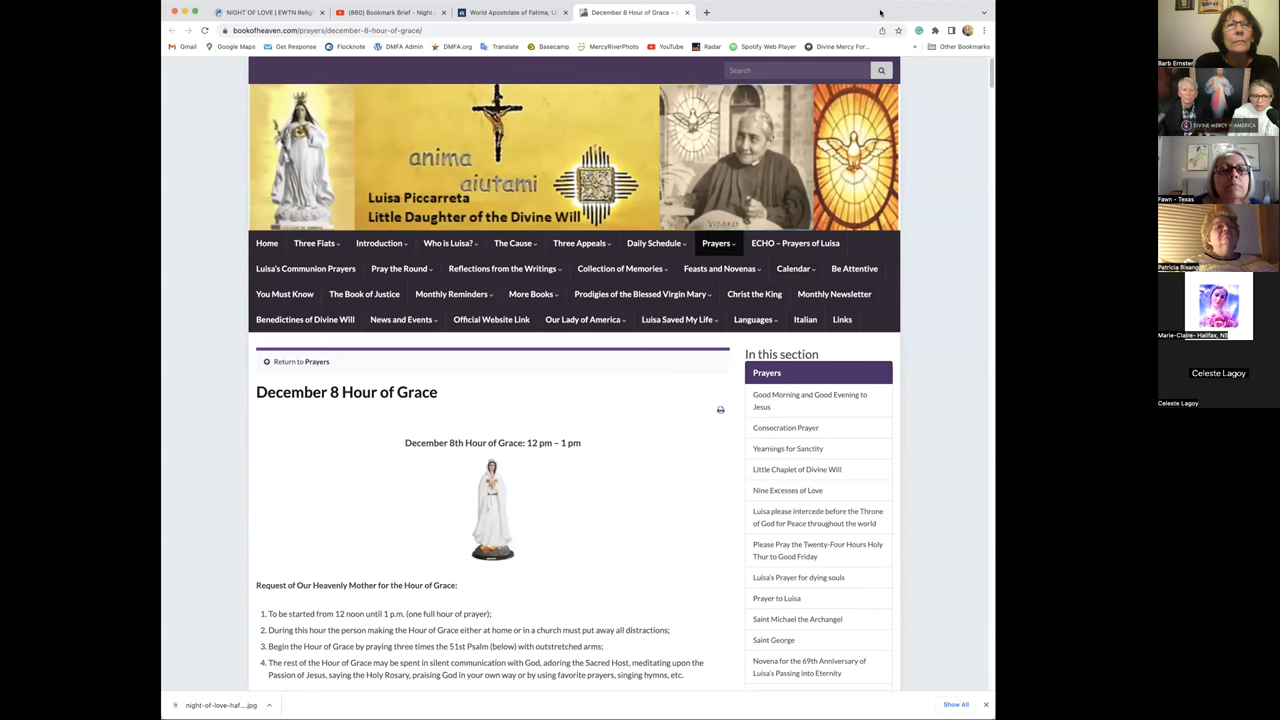 NIGHT OF LOVE | EWTN Relig
(860) Bookmark Brief - Night
World Apostolate of Fatima, U
December 8 Hour of Grace – L
bookofheaven.com/prayers/december-8-hour-of-grace/
Gmail Google Maps Get Response Flocknote DMFA Admin DMFA.org Translate Basecamp MercyRiverPhoto YouTube Radar Spotify Web Player Divine Mercy For... » Other Bookmarks
Search
anima
aiutami
Luisa Piccarreta
Little Daughter of the Divine Will
Home Three Fiats Introduction Who is Luisa? The Cause Three Appeals Daily Schedule Prayers ECHO – Prayers of Luisa
Luisa's Communion Prayers Pray the Round Reflections from the Writings Collection of Memories Feasts and Novenas Calendar Be Attentive
You Must Know The Book of Justice Monthly Reminders More Books Prodigies of the Blessed Virgin Mary Christ the King Monthly Newsletter
Benedictines of Divine Will News and Events Official Website Link Our Lady of America Luisa Saved My Life Languages Italian Links
Return to Prayers
December 8 Hour of Grace
December 8th Hour of Grace: 12 pm – 1 pm
Request of Our Heavenly Mother for the Hour of Grace:
1. To be started from 12 noon until 1 p.m. (one full hour of prayer);
2. During this hour the person making the Hour of Grace either at home or in a church must put away all distractions;
3. Begin the Hour of Grace by praying three times the 51st Psalm (below) with outstretched arms;
4. The rest of the Hour of Grace may be spent in silent communication with God, adoring the Sacred Host, meditating upon the
Passion of Jesus, saying the Holy Rosary, praising God in your own way or by using favorite prayers, singing hymns, etc.
In this section
Prayers
Good Morning and Good Evening to
Jesus
Consecration Prayer
Yearnings for Sanctity
Little Chaplet of Divine Will
Nine Excesses of Love
Luisa please intercede before the Throne
of God for Peace throughout the world
Please Pray the Twenty-Four Hours Holy
Thur to Good Friday
Luisa's Prayer for dying souls
Prayer to Luisa
Saint Michael the Archangel
Saint George
Novena for the 69th Anniversary of
Luisa's Passing into Eternity
night-of-love-haf....jpg
Show All
Barb Ernster
DIVINE MERCY FOR AMERICA
Fawn - Texas
Patricia Bisang
Marie-Claire- Halifax, NS
Celeste Lagoy
Celeste Lagoy